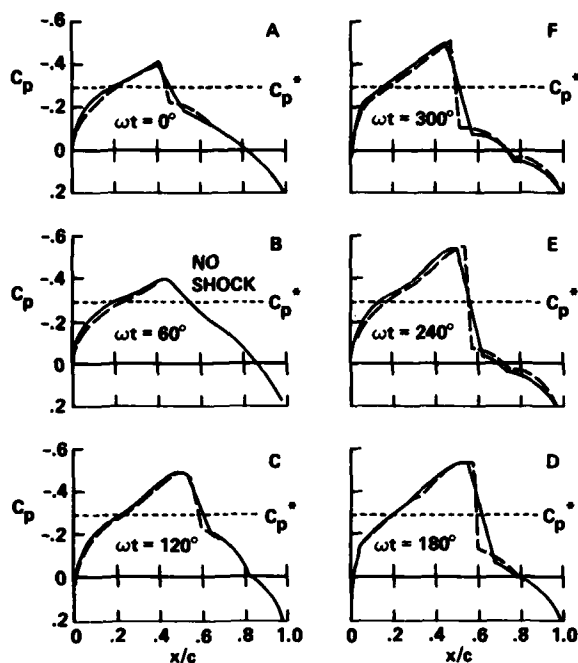 A
Cp
-.6
-.4
-.2
0
.2
Cp*
ωt = 0°
F
Cp*
ωt = 300°
B
Cp
-.6
-.4
-.2
0
.2
NO
SHOCK
Cp*
ωt = 60°
E
Cp*
ωt = 240°
C
Cp
-.6
-.4
-.2
0
.2
Cp*
ωt = 120°
0 .2 .4 .6 .8 1.0
x/c
D
Cp*
ωt = 180°
0 .2 .4 .6 .8 1.0
x/c